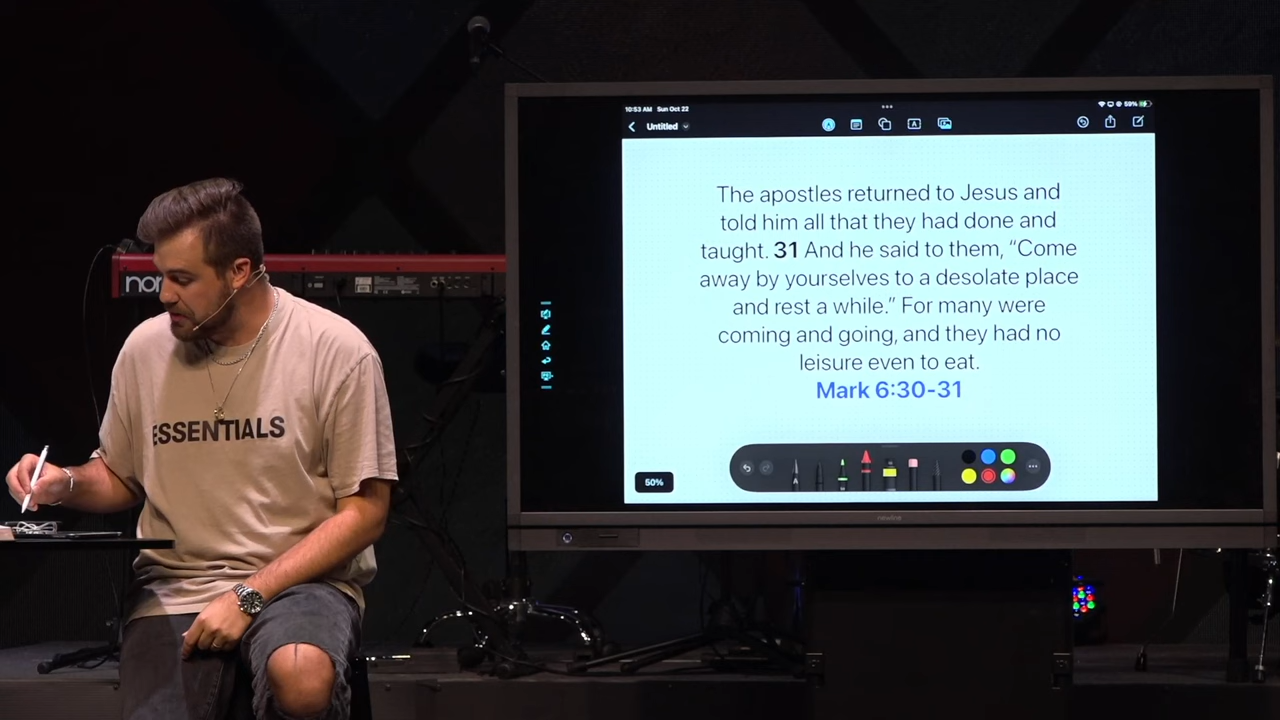 10:53 AM Sun Oct 22
59%
Untitled
The apostles returned to Jesus and
told him all that they had done and
taught. 31 And he said to them, “Come
away by yourselves to a desolate place
and rest a while.” For many were
coming and going, and they had no
leisure even to eat.
Mark 6:30-31
50%
newline
nor
ESSENTIALS